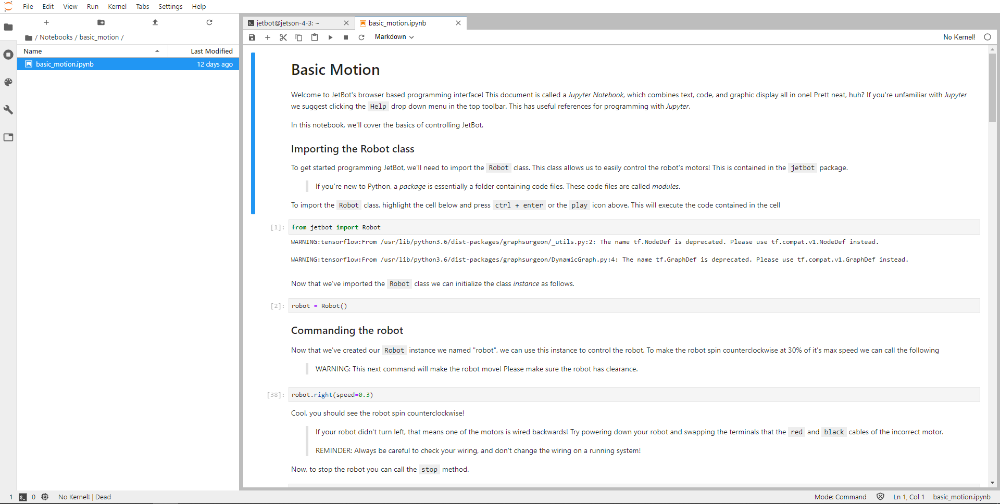 File Edit View Run Kernel Tabs Settings Help
/ Notebooks / basic_motion /
Name Last Modified
basic_motion.ipynb 12 days ago
jetbot@jetson-4-3: ~ basic_motion.ipynb
Markdown No Kernel!
Basic Motion
Welcome to JetBot's browser based programming interface! This document is called a Jupyter Notebook, which combines text, code, and graphic display all in one! Prett neat, huh? If you're unfamiliar with Jupyter
we suggest clicking the Help drop down menu in the top toolbar. This has useful references for programming with Jupyter.
In this notebook, we'll cover the basics of controlling JetBot.
Importing the Robot class
To get started programming JetBot, we'll need to import the Robot class. This class allows us to easily control the robot's motors! This is contained in the jetbot package.
If you're new to Python, a package is essentially a folder containing code files. These code files are called modules.
To import the Robot class, highlight the cell below and press ctrl + enter or the play icon above. This will execute the code contained in the cell
[1]: from jetbot import Robot
WARNING:tensorflow:From /usr/lib/python3.6/dist-packages/graphsurgeon/_utils.py:2: The name tf.NodeDef is deprecated. Please use tf.compat.v1.NodeDef instead.
WARNING:tensorflow:From /usr/lib/python3.6/dist-packages/graphsurgeon/DynamicGraph.py:4: The name tf.GraphDef is deprecated. Please use tf.compat.v1.GraphDef instead.
Now that we've imported the Robot class we can initialize the class instance as follows.
[2]: robot = Robot()
Commanding the robot
Now that we've created our Robot instance we named "robot", we can use this instance to control the robot. To make the robot spin counterclockwise at 30% of it's max speed we can call the following
WARNING: This next command will make the robot move! Please make sure the robot has clearance.
[38]: robot.right(speed=0.3)
Cool, you should see the robot spin counterclockwise!
If your robot didn't turn left, that means one of the motors is wired backwards! Try powering down your robot and swapping the terminals that the red and black cables of the incorrect motor.
REMINDER: Always be careful to check your wiring, and don't change the wiring on a running system!
Now, to stop the robot you can call the stop method.
1 $_ 0 No Kernel! | Dead Mode: Command Ln 1, Col 1 basic_motion.ipynb